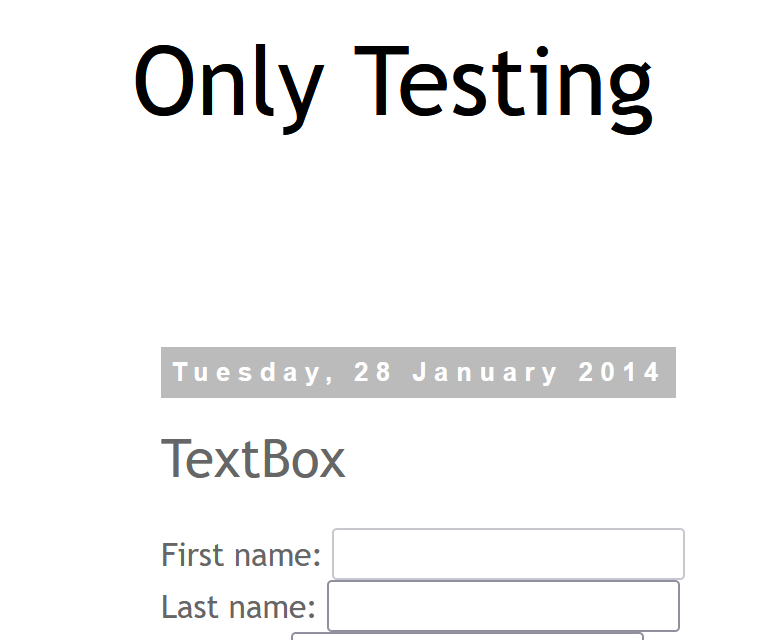 Only Testing
Tuesday, 28 January 2014
TextBox
First name:
Last name: